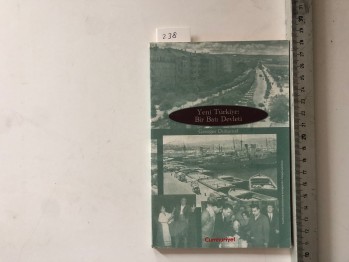 236
Yeni Türkiye:
Bir Batı Devleti
Cumhuriyet